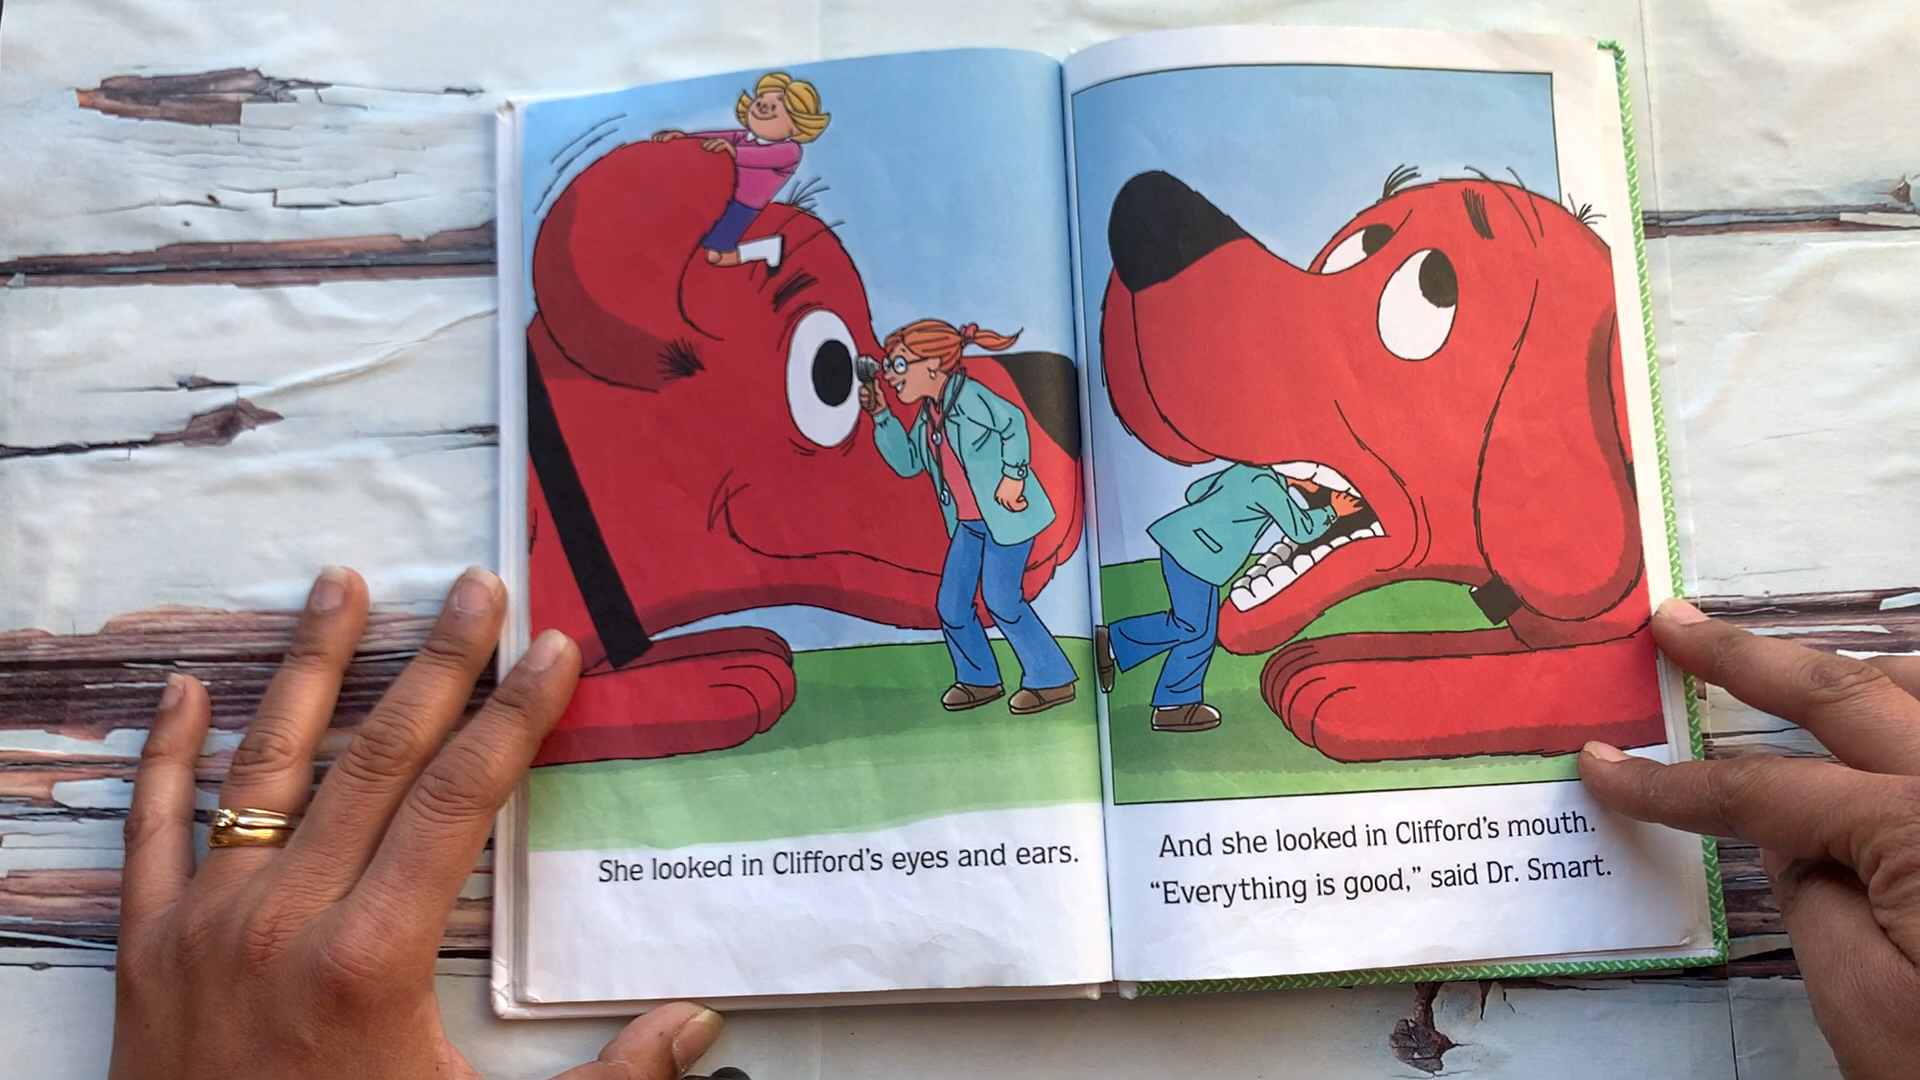 She looked in Clifford's eyes and ears.
And she looked in Clifford's mouth.
“Everything is good,” said Dr. Smart.